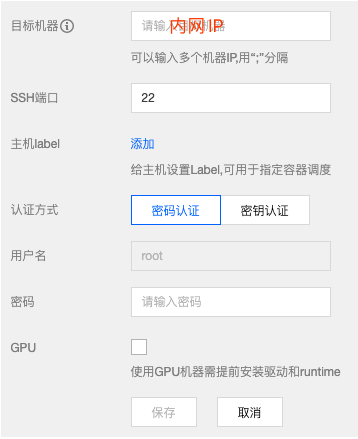 目标机器 请输入目标机器
内网IP
可以输入多个机器IP,用“;”分隔
SSH端口 22
主机label 添加
给主机设置Label,可用于指定容器调度
认证方式 密码认证 密钥认证
用户名 root
密码 请输入密码
GPU
使用GPU机器需提前安装驱动和runtime
保存 取消